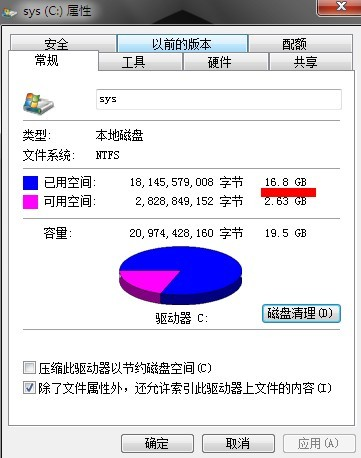 sys (C:) 属性
安全 以前的版本 配额
常规 工具 硬件 共享
sys
类型: 本地磁盘
文件系统: NTFS
已用空间: 18,145,579,008 字节 16.8 GB
可用空间: 2,828,849,152 字节 2.63 GB
容量: 20,974,428,160 字节 19.5 GB
驱动器 C: 磁盘清理(D)
压缩此驱动器以节约磁盘空间(C)
除了文件属性外，还允许索引此驱动器上文件的内容(I)
确定 取消 应用(A)